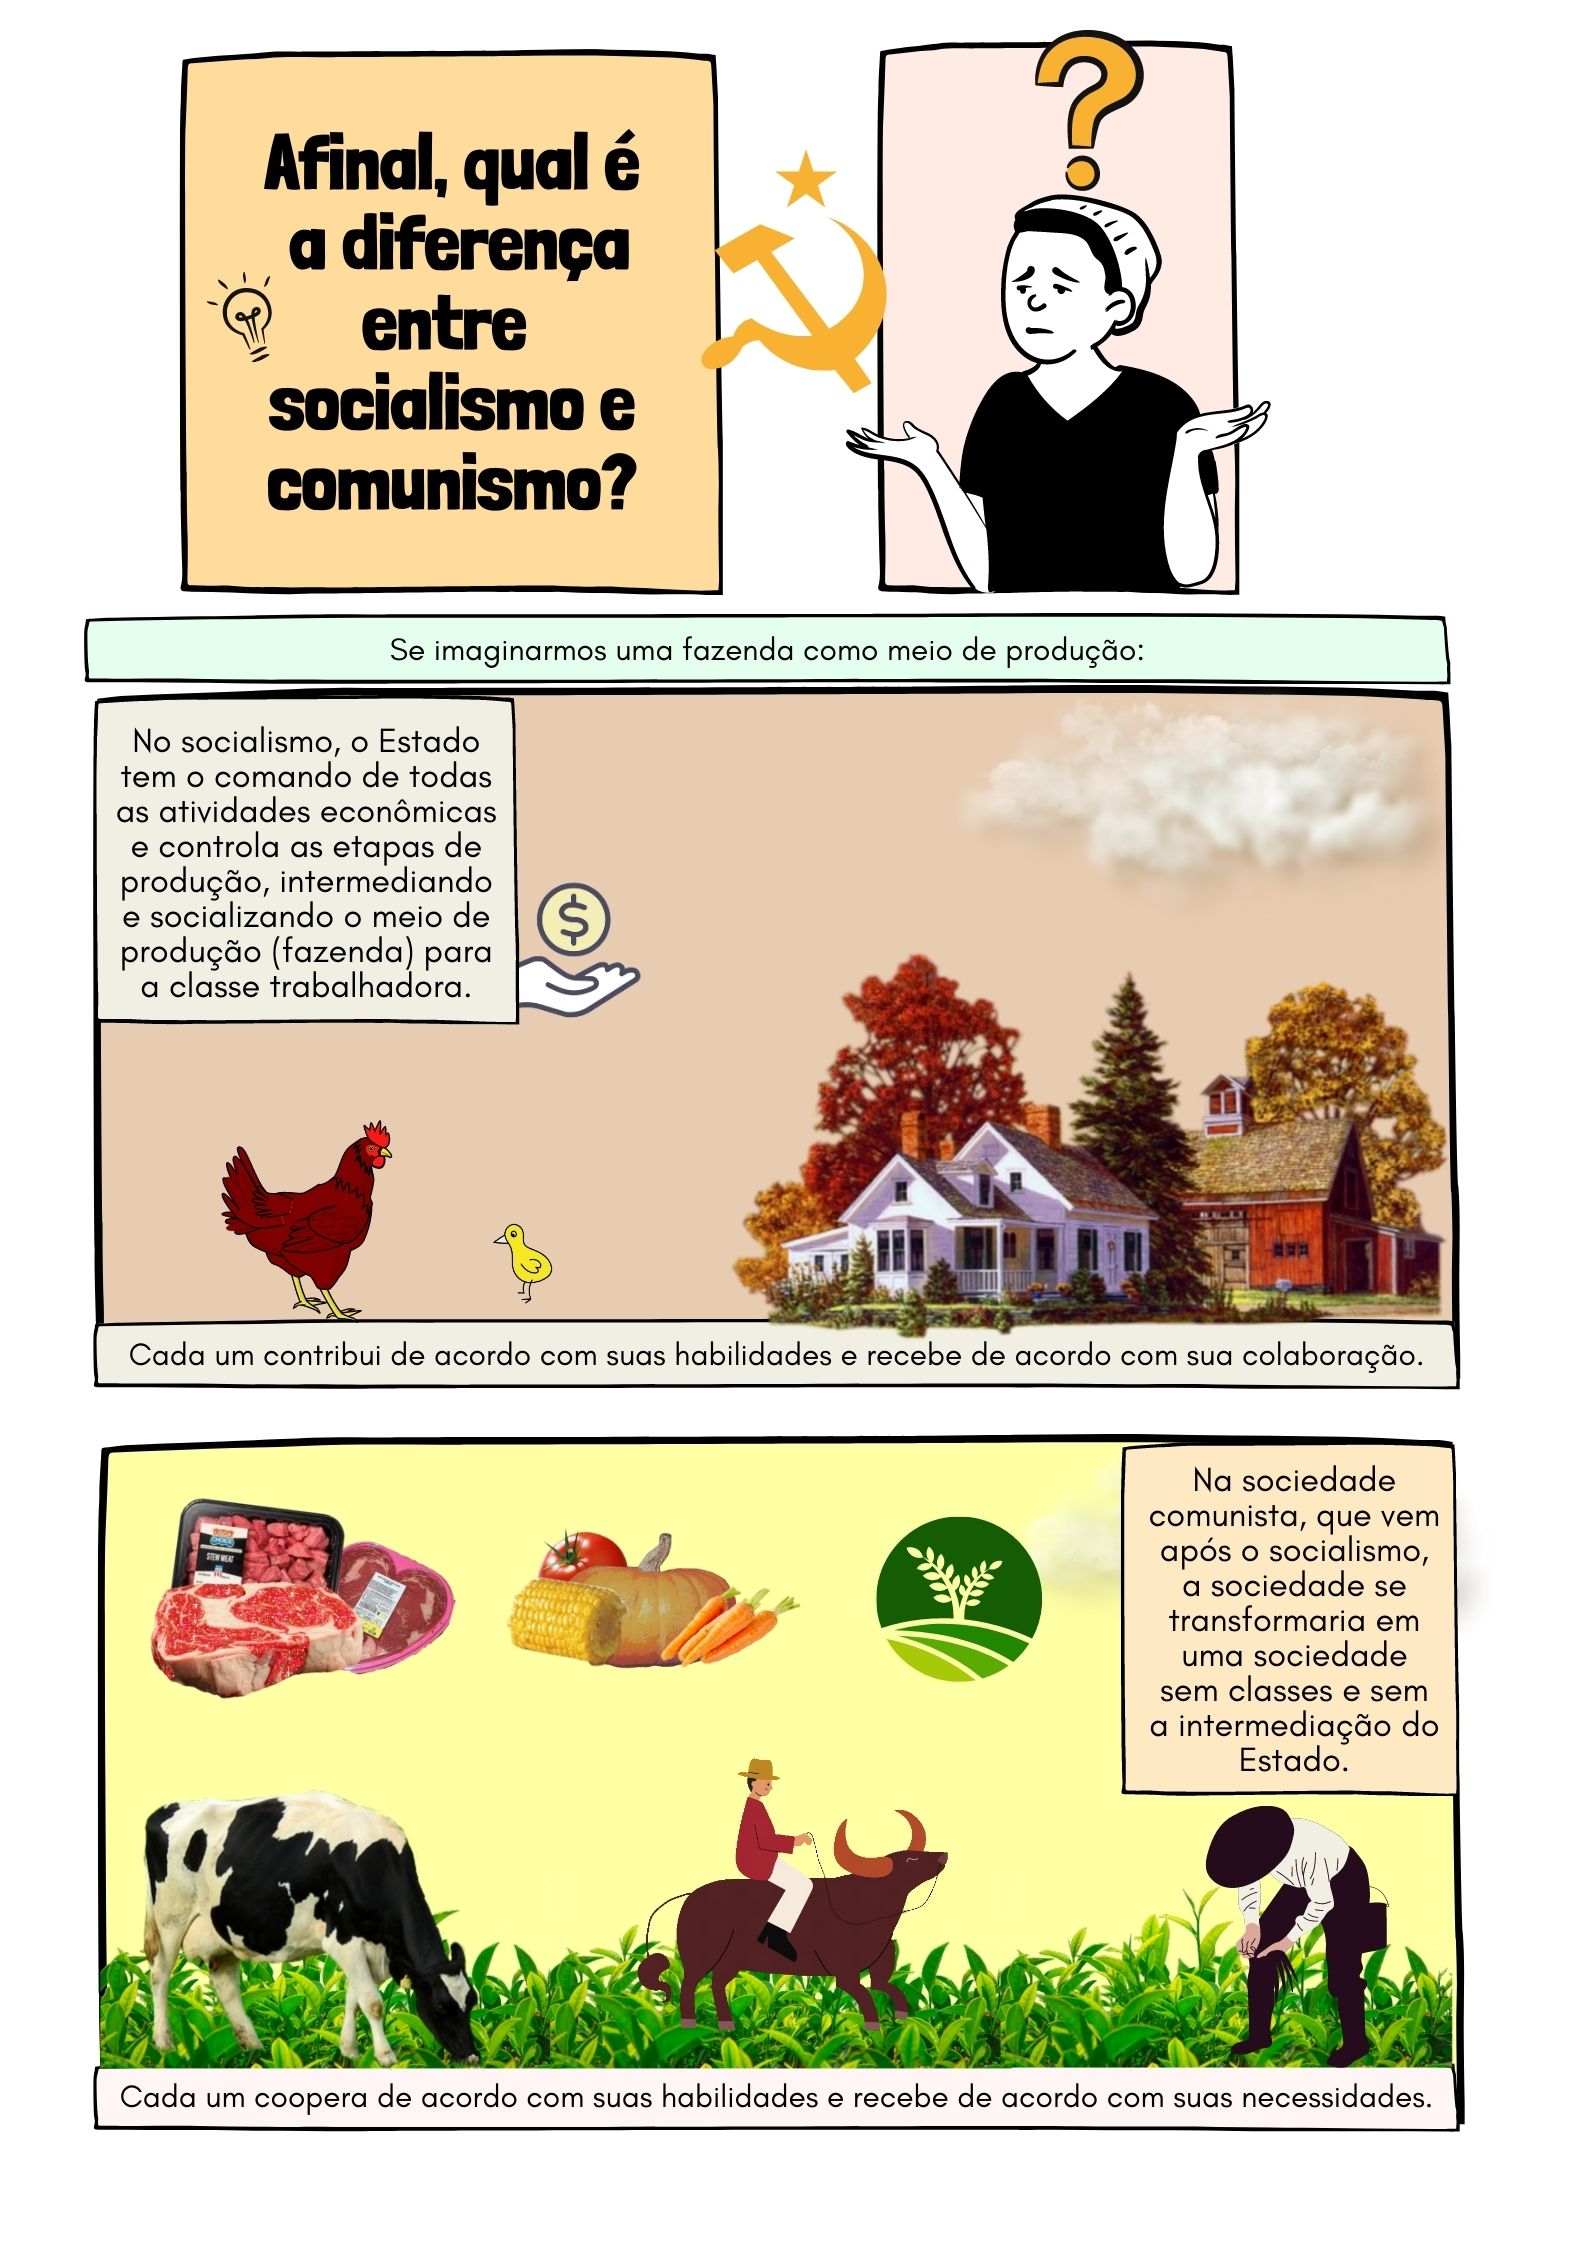 Afinal, qual é
a diferença
entre
socialismo e
comunismo?
Se imaginarmos uma fazenda como meio de produção:
No socialismo, o Estado
tem o comando de todas
as atividades econômicas
e controla as etapas de
produção, intermediando
e socializando o meio de
produção (fazenda) para
a classe trabalhadora.
$
Cada um contribui de acordo com suas habilidades e recebe de acordo com sua colaboração.
Na sociedade
comunista, que vem
após o socialismo,
a sociedade se
transformaria em
uma sociedade
sem classes e sem
a intermediação do
Estado.
STEW MEAT
Cada um coopera de acordo com suas habilidades e recebe de acordo com suas necessidades.